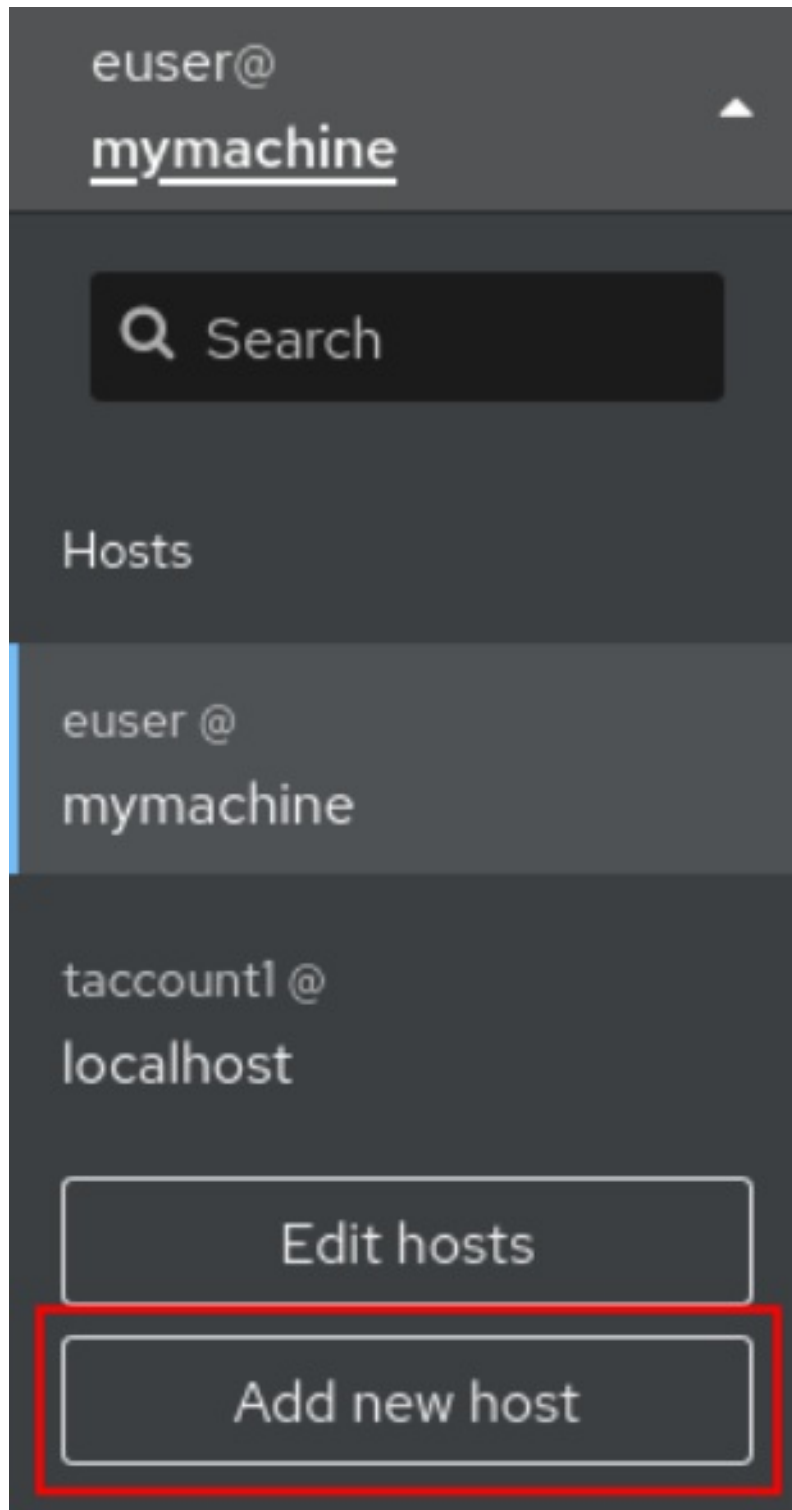 euser@
mymachine
Search
Hosts
euser @
mymachine
taccount1 @
localhost
Edit hosts
Add new host